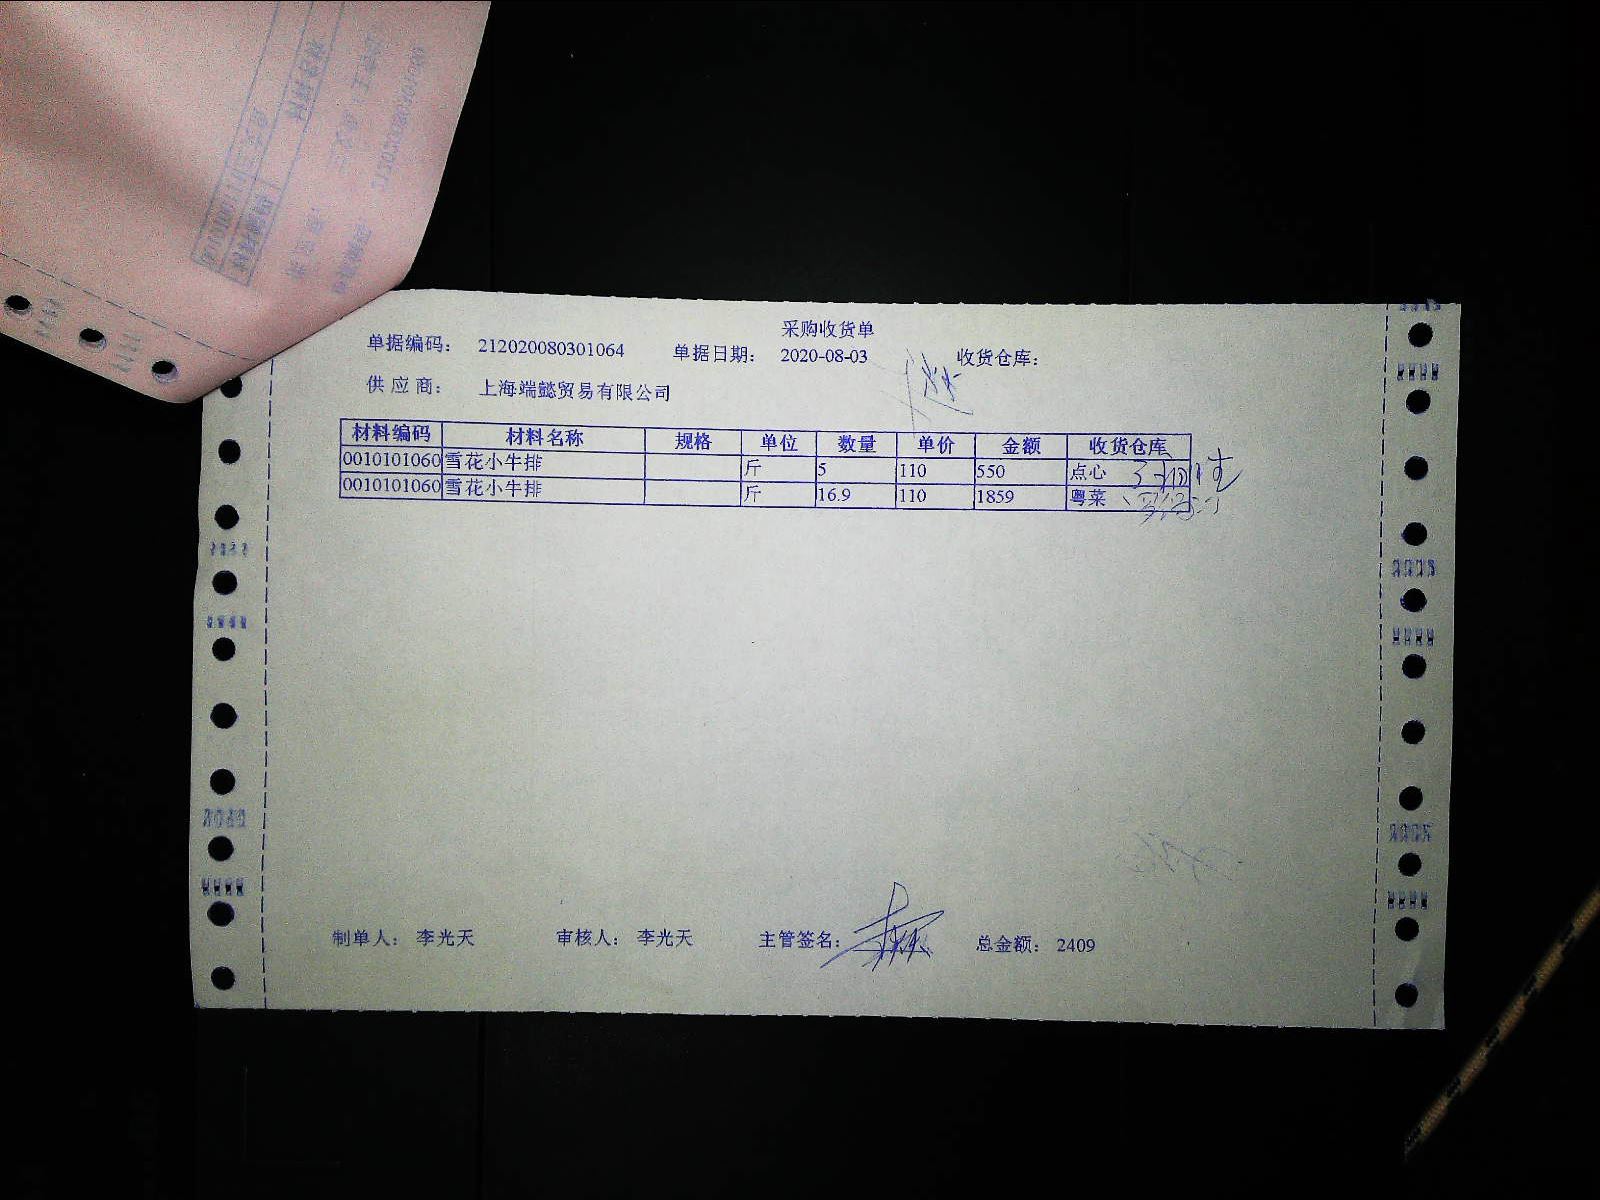 采购收货单
单据编码： 212020080301064 单据日期： 2020-08-03 收货仓库：
供应商： 上海端懿贸易有限公司
材料编码 材料名称 规格 单位 数量 单价 金额 收货仓库
0010101060 雪花小牛排 斤 5 110 550 点心
0010101060 雪花小牛排 斤 16.9 110 1859 粤菜
制单人： 李光天 审核人： 李光天 主管签名： 总金额： 2409